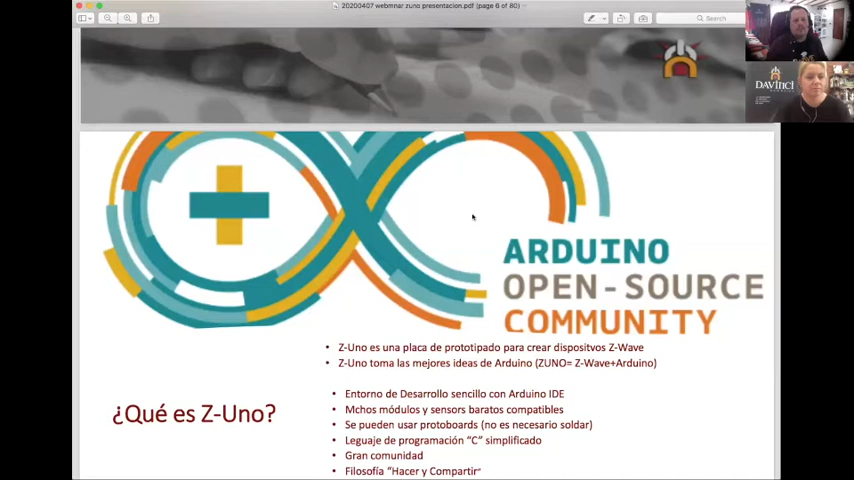 20200407 webmnar zuno presentacion.pdf (page 6 of 80)
Search
DAVINCI
ARDUINO
OPEN-SOURCE
COMMUNITY
¿Qué es Z-Uno?
• Z-Uno es una placa de prototipado para crear dispositvos Z-Wave
• Z-Uno toma las mejores ideas de Arduino (ZUNO= Z-Wave+Arduino)
• Entorno de Desarrollo sencillo con Arduino IDE
• Mchos módulos y sensors baratos compatibles
• Se pueden usar protoboards (no es necesario soldar)
• Leguaje de programación “C” simplificado
• Gran comunidad
• Filosofía “Hacer y Compartir”